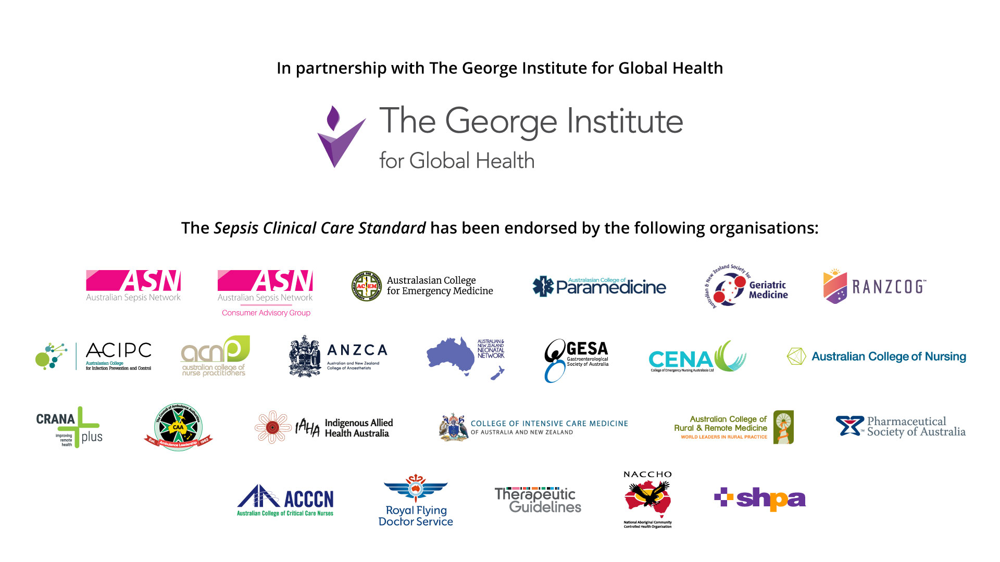 In partnership with The George Institute for Global Health
The George Institute
for Global Health
The Sepsis Clinical Care Standard has been endorsed by the following organisations:
ASN
Australian Sepsis Network
ASN
Australian Sepsis Network
Consumer Advisory Group
AUSTRALASIAN COLLEGE FOR EMERGENCY MEDICINE
ACEM
Australasian College
for Emergency Medicine
Australasian College of
Paramedicine
Australian & New Zealand Society for
Geriatric
Medicine
RANZCOG™
ACIPC
Australasian College
for Infection Prevention and Control
acnp
australian college of
nurse practitioners
ANZCA
Australian and New Zealand
College of Anaesthetists
AUSTRALIAN &
NEW ZEALAND
NEONATAL
NETWORK
GESA
Gastroenterological
Society of Australia
CENA
College of Emergency Nursing Australasia Ltd
Australian College of Nursing
CRANA
plus
improving
remote
health
The Council of Ambulance Authorities
CAA
Est. Ambulance Leadership 1962
IAHA
Indigenous Allied
Health Australia
COLLEGE OF INTENSIVE CARE MEDICINE
OF AUSTRALIA AND NEW ZEALAND
Australian College of
Rural & Remote Medicine
WORLD LEADERS IN RURAL PRACTICE
™
Pharmaceutical
Society of Australia
ACCCN
Australian College of Critical Care Nurses
Royal Flying
Doctor Service
Therapeutic
Guidelines
NACCHO
National Aboriginal Community
Controlled Health Organisation
shpa